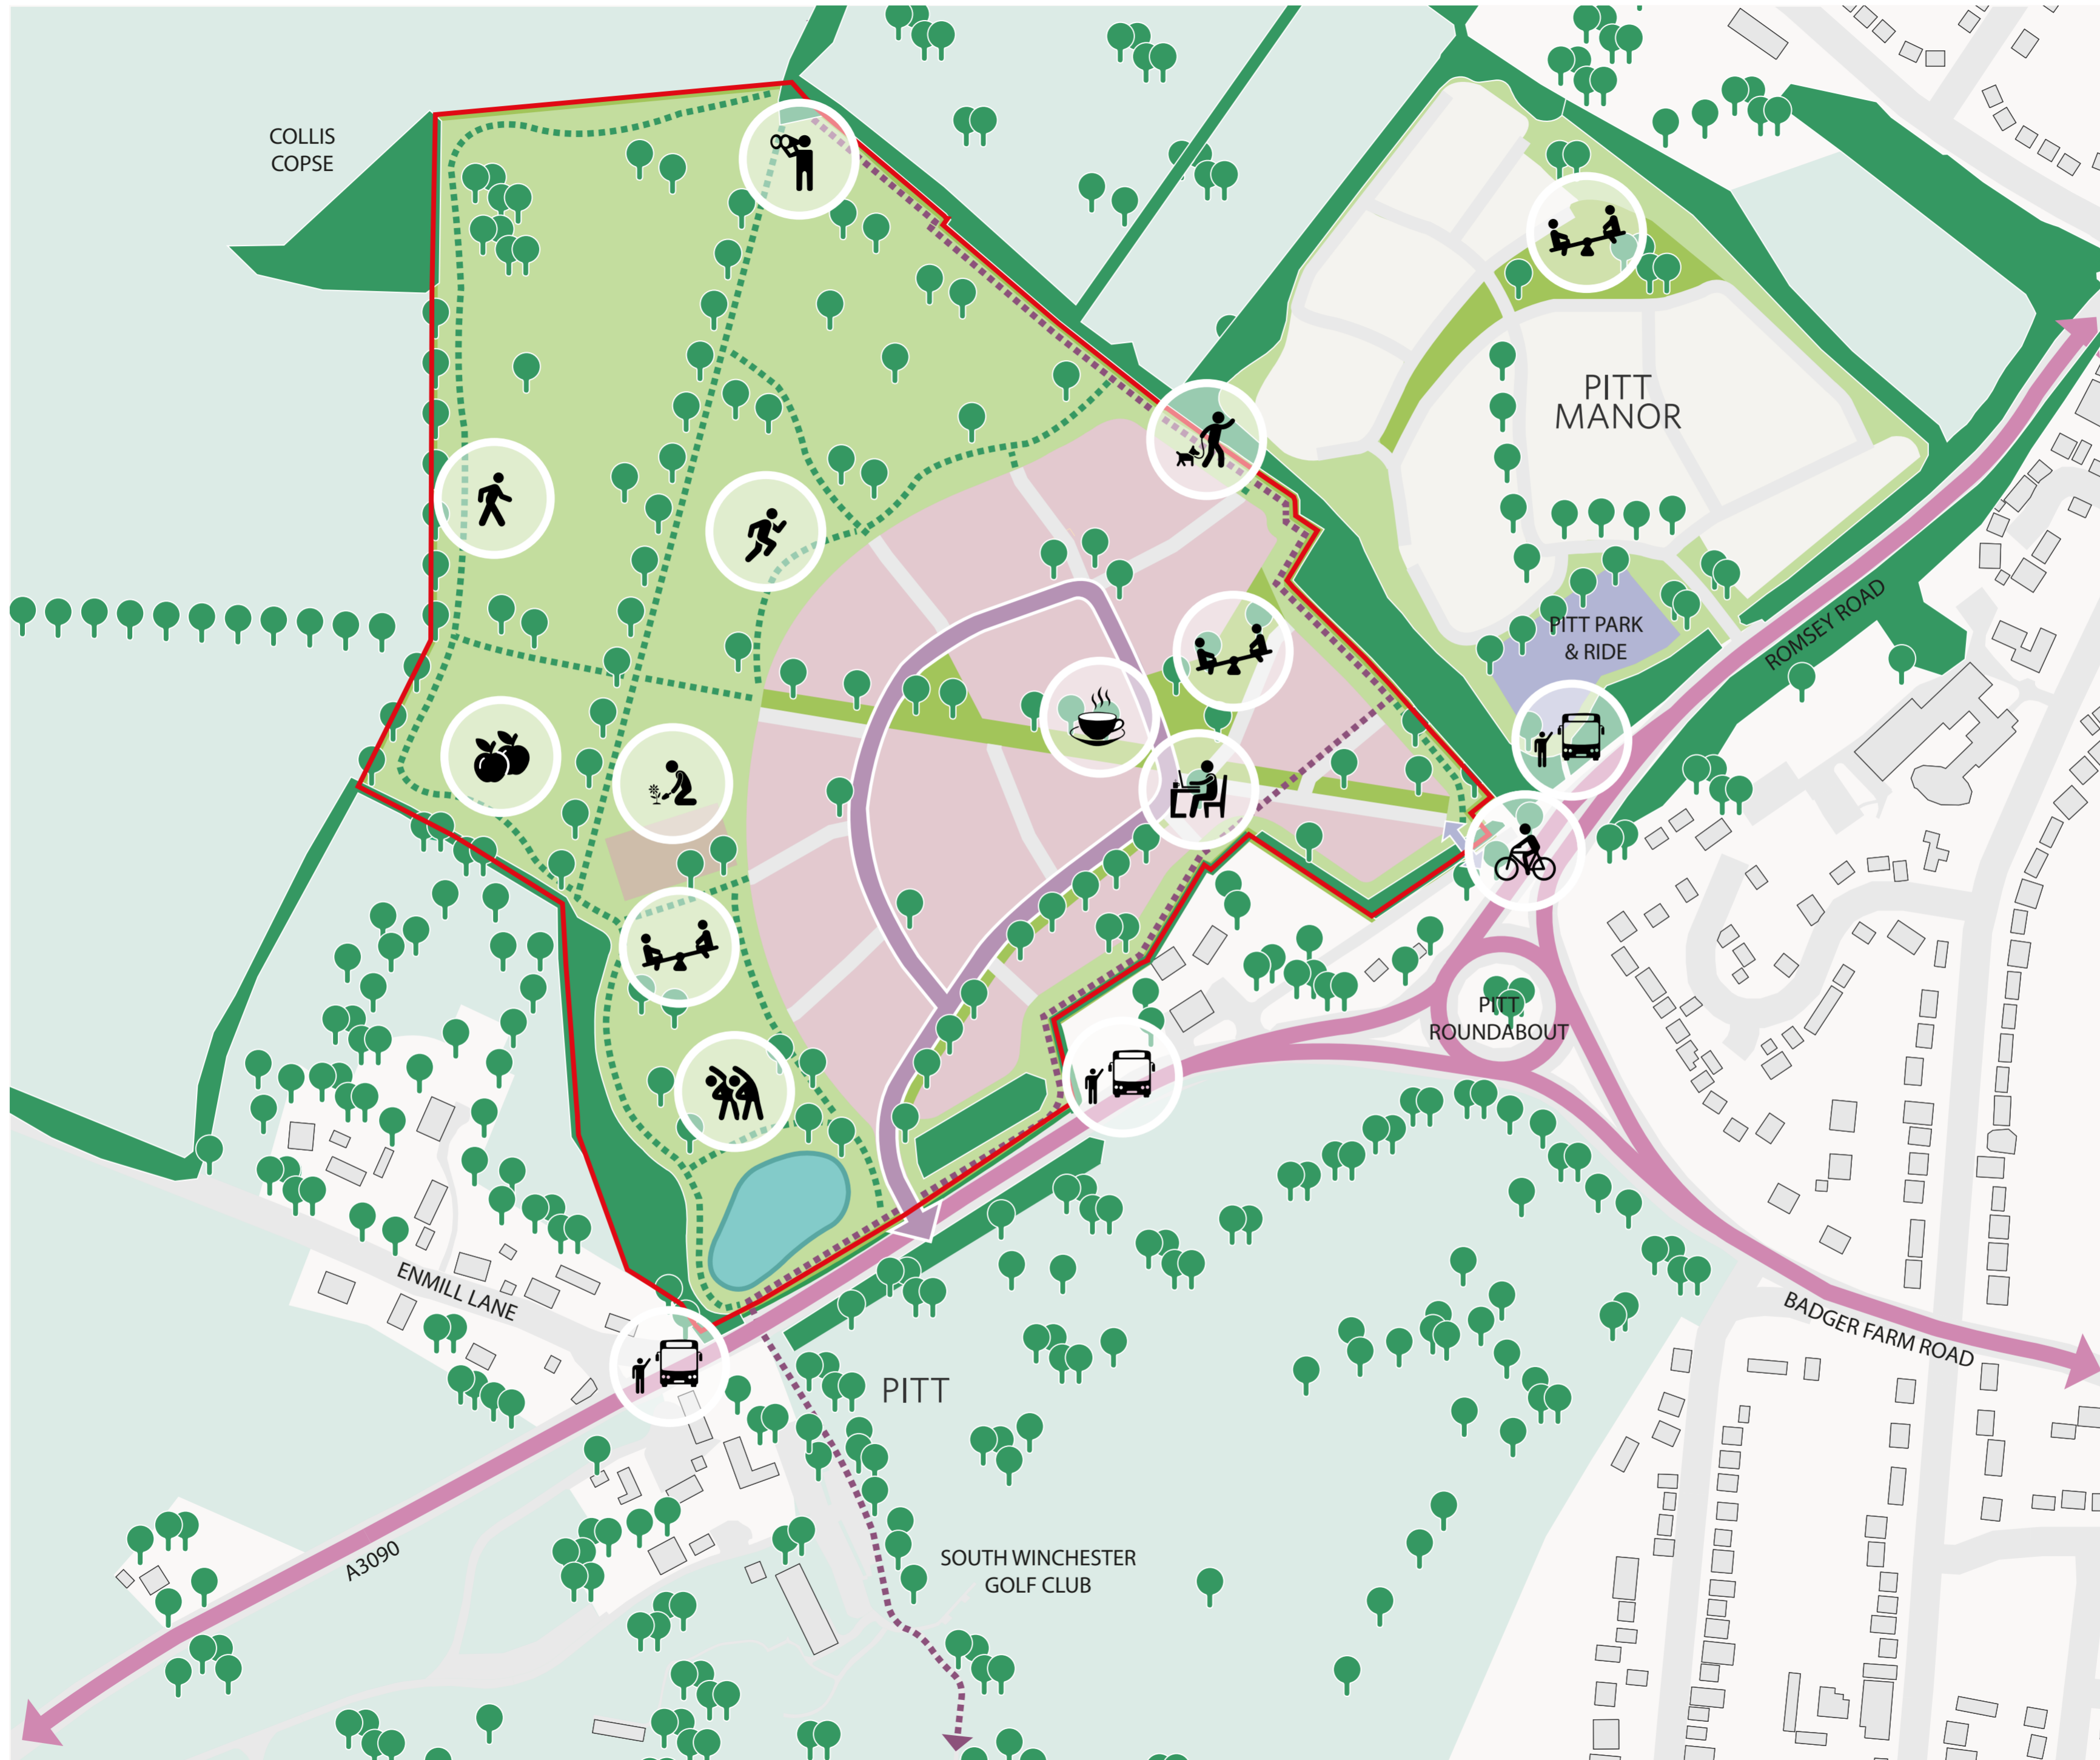 COLLIS
COPSE
PITT
MANOR
PITT PARK
& RIDE
ROMSEY ROAD
PITT
ROUNDABOUT
ENMILL LANE
BADGER FARM ROAD
PITT
A3090
SOUTH WINCHESTER
GOLF CLUB